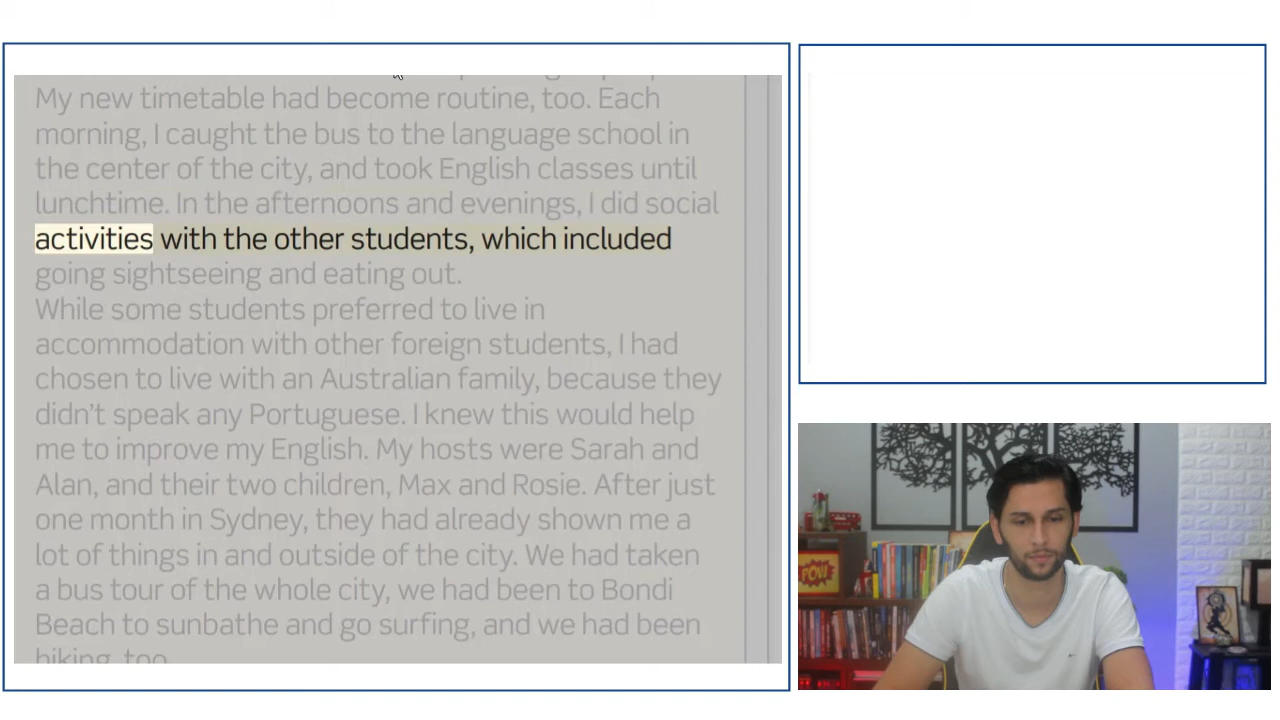 My new timetable had become routine, too. Each
morning, I caught the bus to the language school in
the center of the city, and took English classes until
lunchtime. In the afternoons and evenings, I did social
activities with the other students, which included
going sightseeing and eating out.
While some students preferred to live in
accommodation with other foreign students, I had
chosen to live with an Australian family, because they
didn't speak any Portuguese. I knew this would help
me to improve my English. My hosts were Sarah and
Alan, and their two children, Max and Rosie. After just
one month in Sydney, they had already shown me a
lot of things in and outside of the city. We had taken
a bus tour of the whole city, we had been to Bondi
Beach to sunbathe and go surfing, and we had been
hiking, too.
POW!